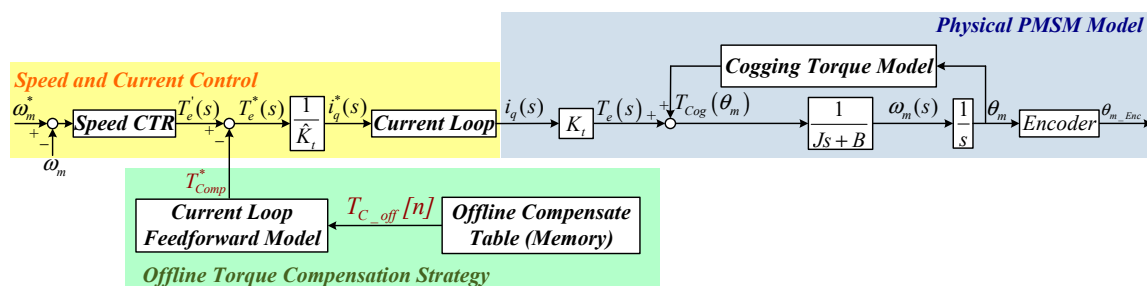 Physical PMSM Model
Speed and Current Control
Cogging Torque Model
ω*m
+
−
ωm
Speed CTR
T'e(s)
+
−
T*e(s)
1
K̂t
i*q(s)
Current Loop
iq(s)
Kt
Te(s)
+
+
TCog(θm)
1
Js + B
ωm(s)
1
s
θm
Encoder
θm_Enc
T*Comp
Current Loop
Feedforward Model
TC_off[n]
Offline Compensate
Table (Memory)
Offline Torque Compensation Strategy